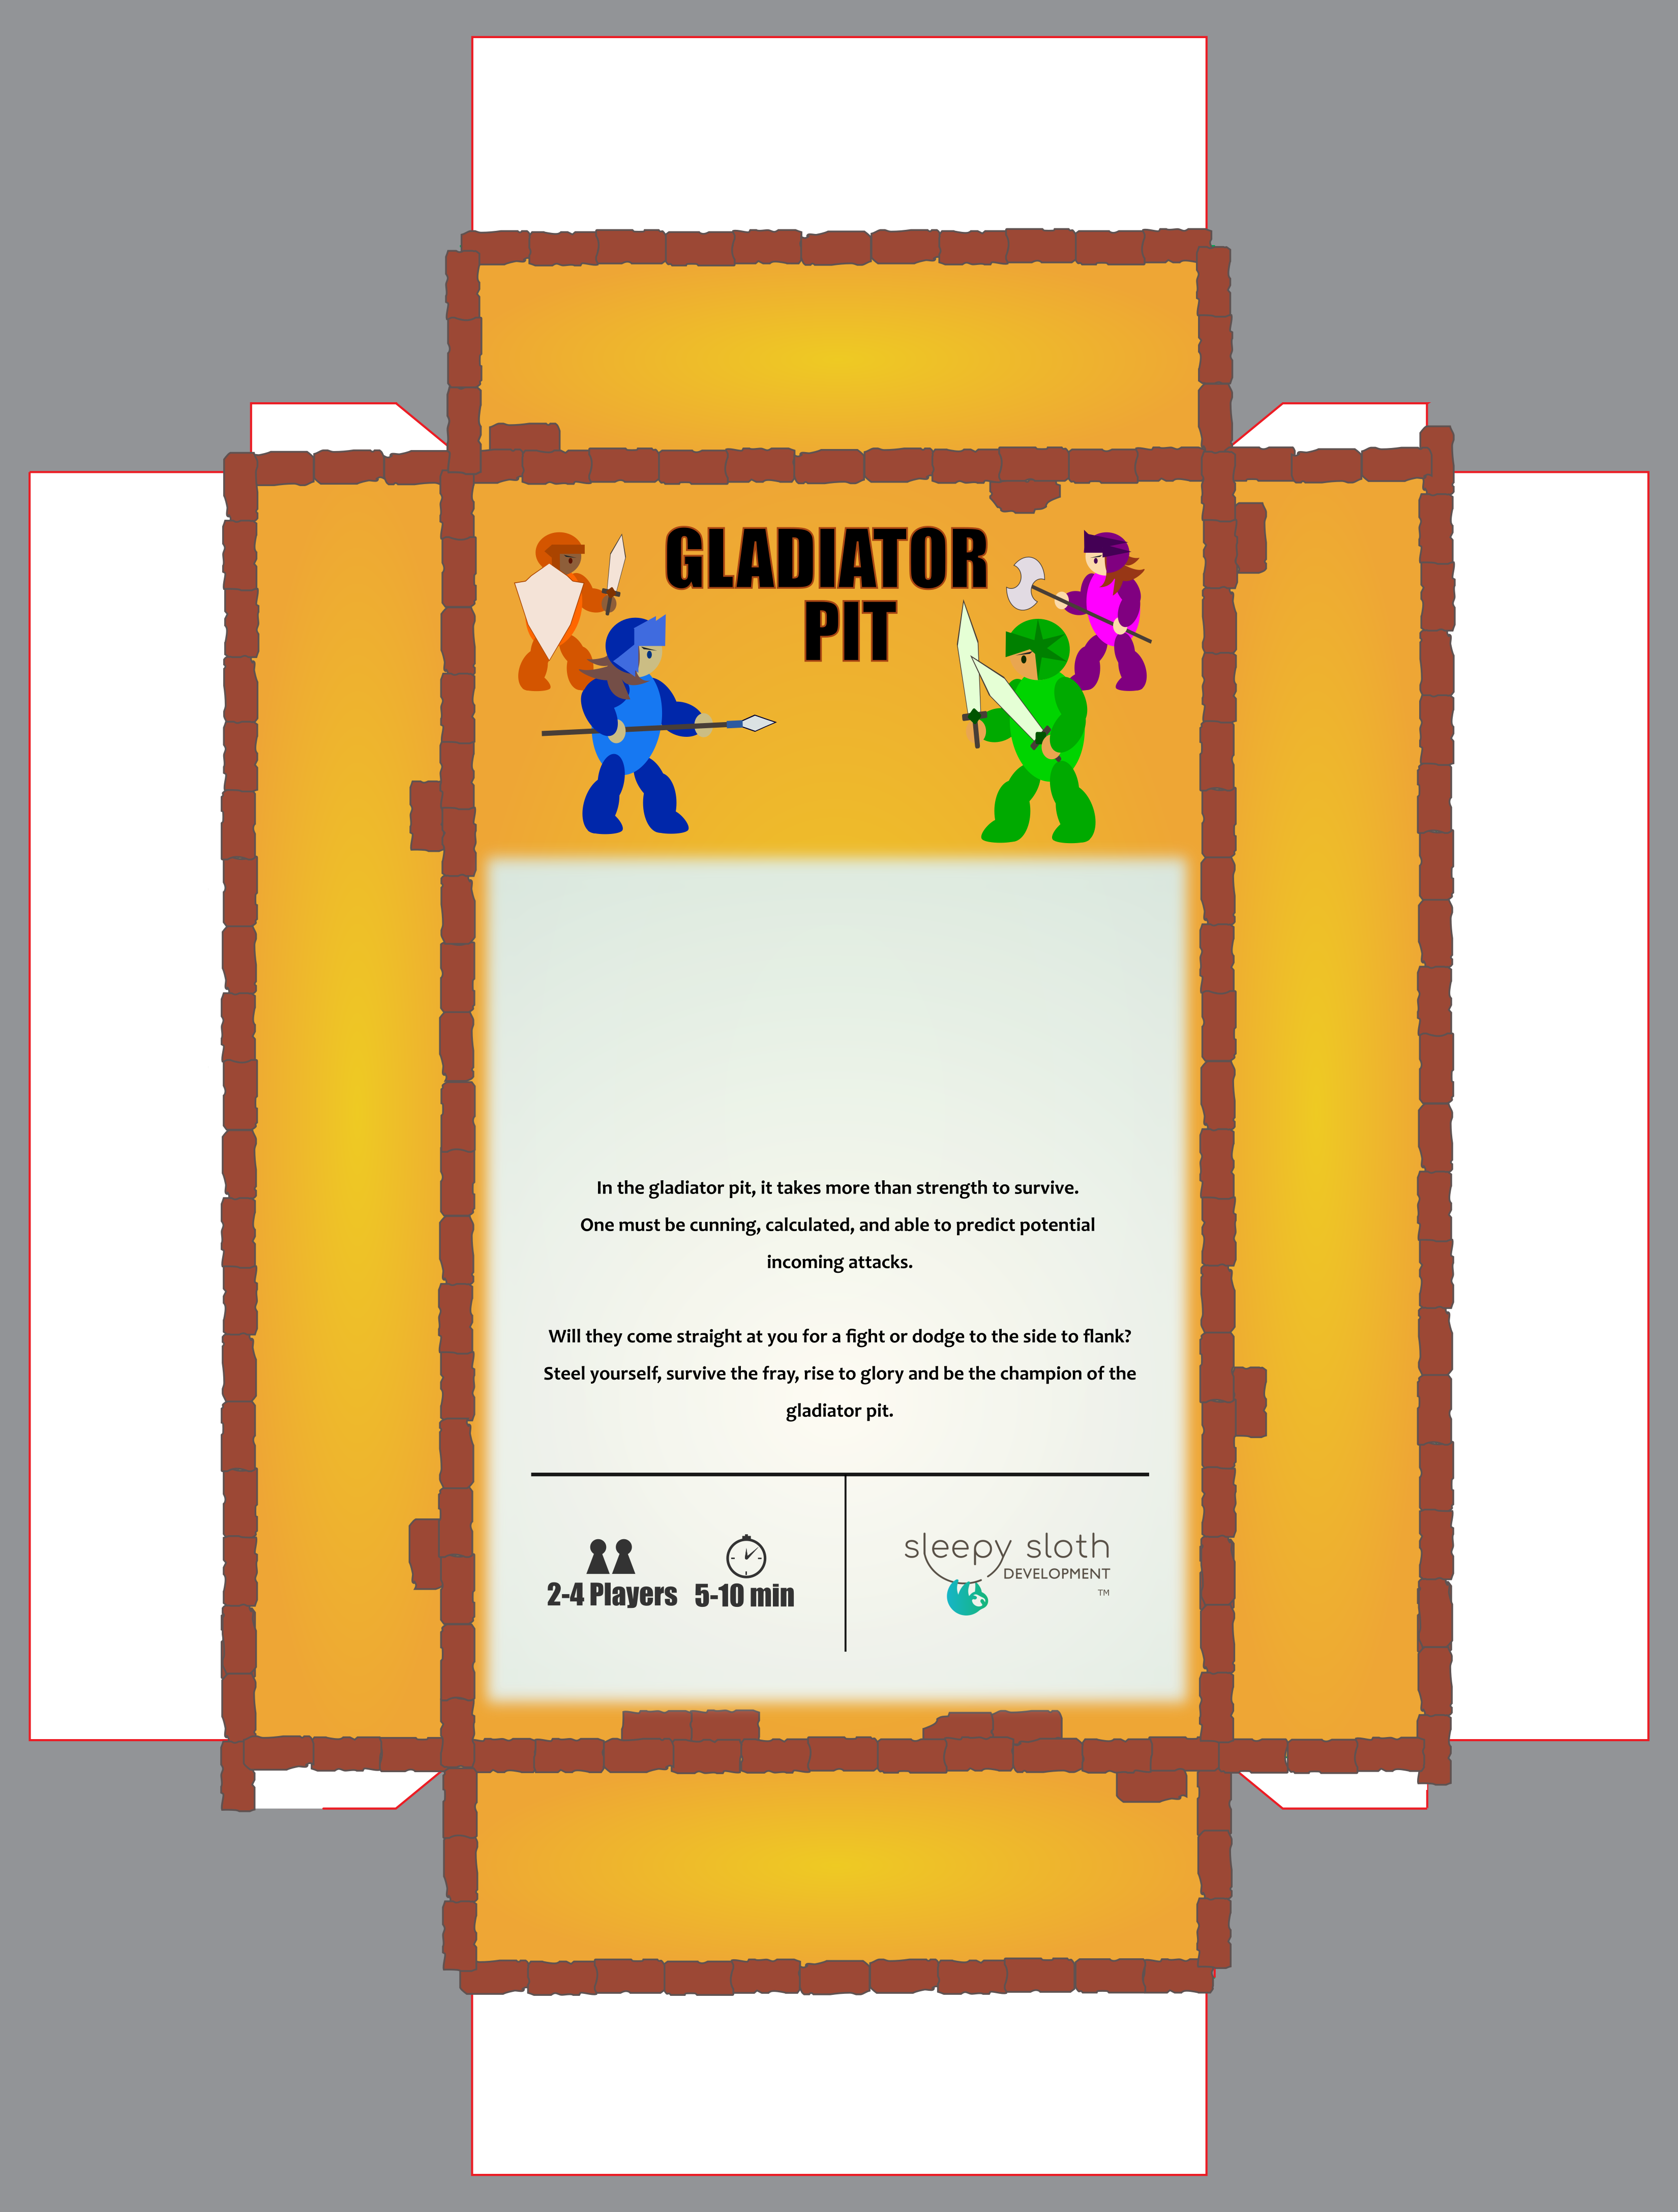 GLADIATOR
PIT
In the gladiator pit, it takes more than strength to survive.
One must be cunning, calculated, and able to predict potential
incoming attacks.
Will they come straight at you for a fight or dodge to the side to flank?
Steel yourself, survive the fray, rise to glory and be the champion of the
gladiator pit.
2-4 Players 5-10 min
sleepy sloth
DEVELOPMENT
TM